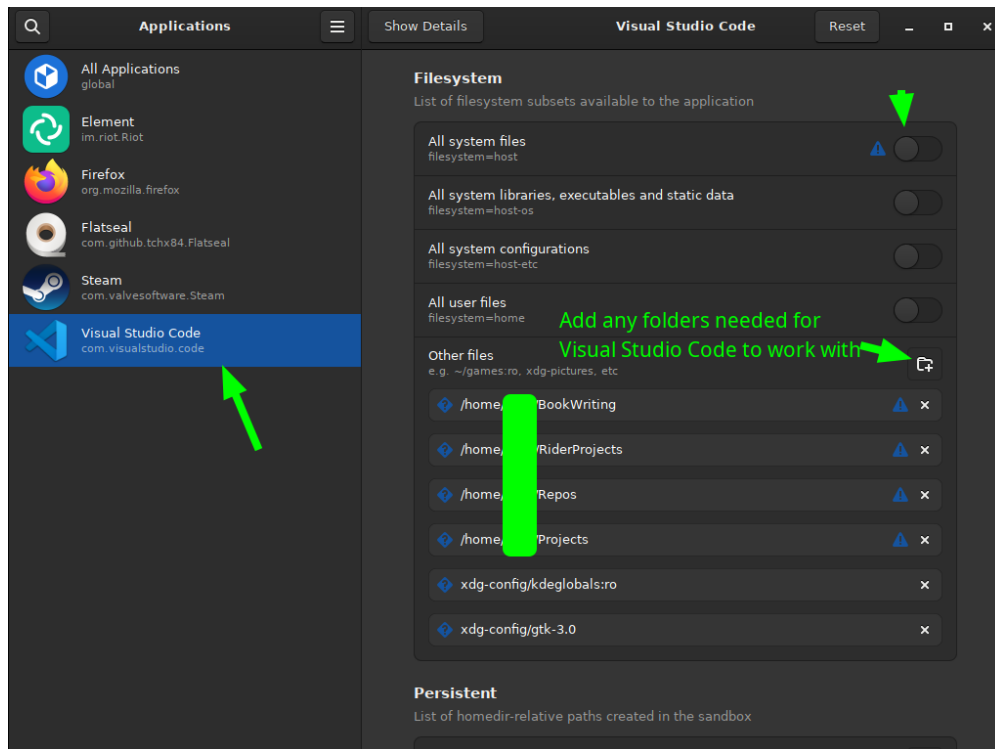 Applications
Show Details
Visual Studio Code
Reset
All Applications
global
Element
im.riot.Riot
Firefox
org.mozilla.firefox
Flatseal
com.github.tchx84.Flatseal
Steam
com.valvesoftware.Steam
Visual Studio Code
com.visualstudio.code
Filesystem
List of filesystem subsets available to the application
All system files
filesystem=host
All system libraries, executables and static data
filesystem=host-os
All system configurations
filesystem=host-etc
All user files
filesystem=home
Add any folders needed for
Visual Studio Code to work with
Other files
e.g. ~/games:ro, xdg-pictures, etc
/home/ /BookWriting
/home/ /RiderProjects
/home/ /Repos
/home/ /Projects
xdg-config/kdeglobals:ro
xdg-config/gtk-3.0
Persistent
List of homedir-relative paths created in the sandbox